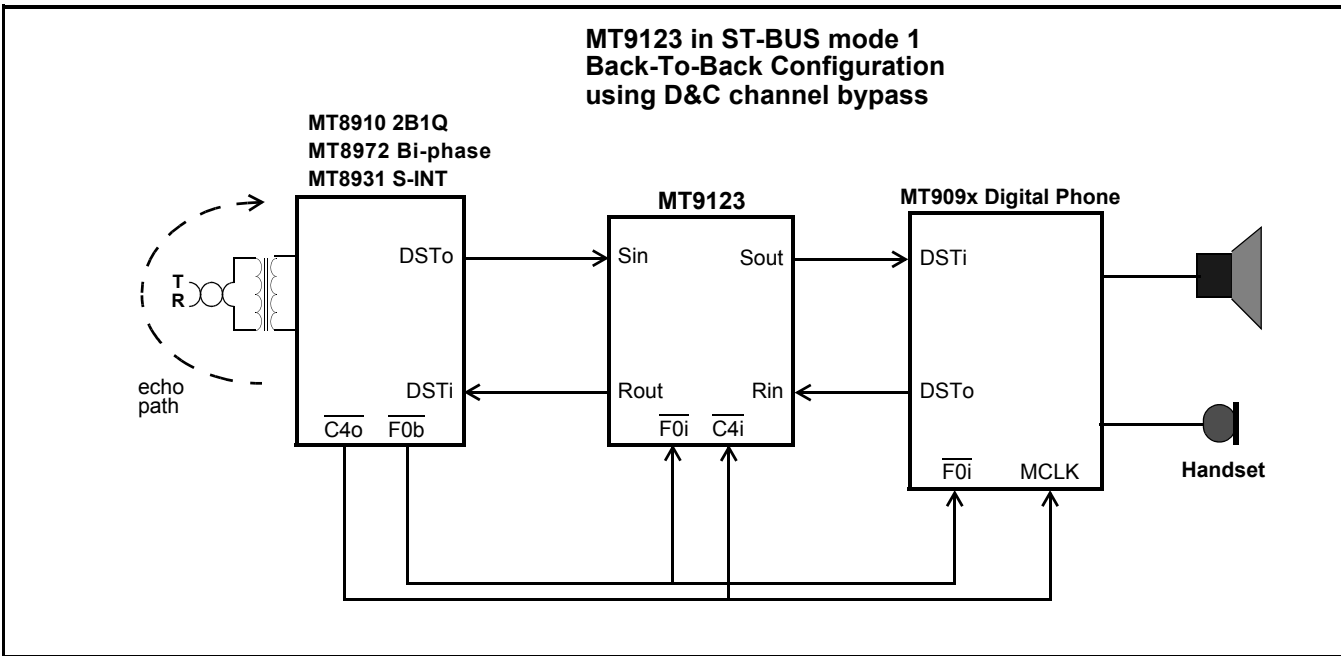 MT9123 in ST-BUS mode 1
Back-To-Back Configuration
using D&C channel bypass
MT8910 2B1Q
MT8972 Bi-phase
MT8931 S-INT
MT9123
MT909x Digital Phone
DSTo
Sin
Sout
DSTi
T
R
echo
path
DSTi
Rout
Rin
DSTo
C4o
F0b
F0i
C4i
F0i
MCLK
Handset